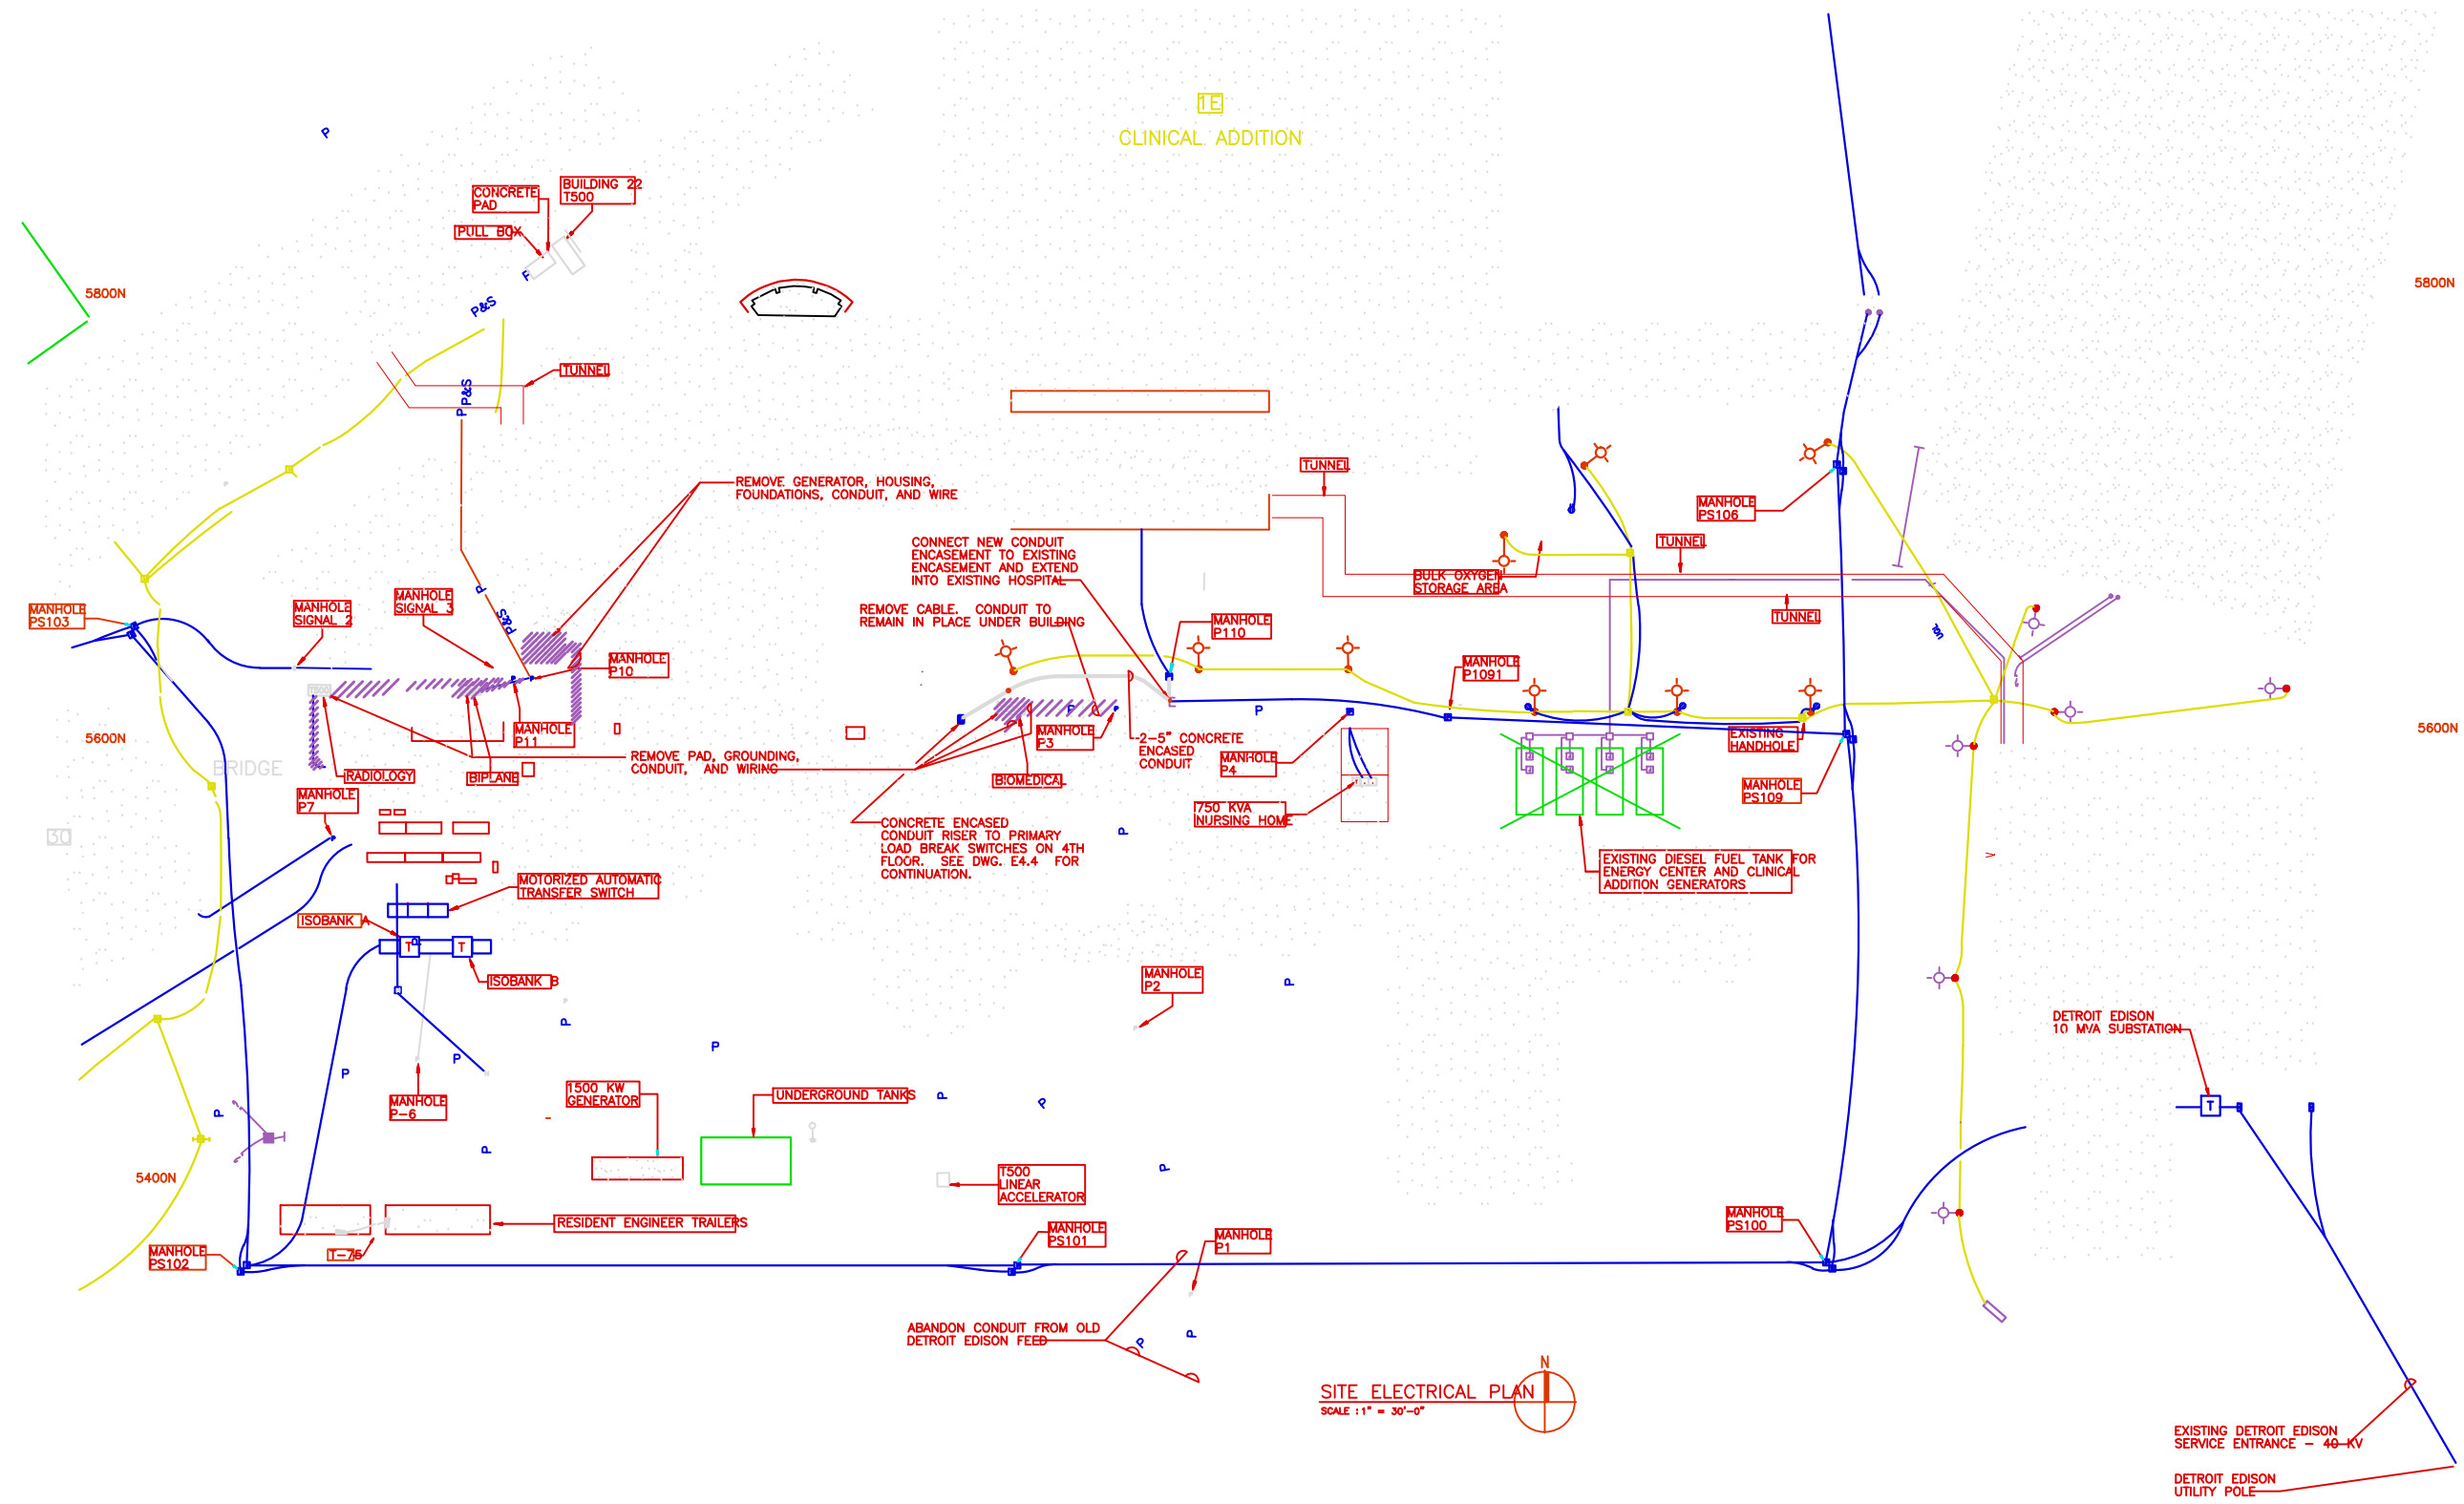 1E
CLINICAL ADDITION
P
CONCRETE
PAD
BUILDING 22
T500
PULL BOX
P
P&S
5800N
5800N
TUNNEL
P&S
P
REMOVE GENERATOR, HOUSING,
FOUNDATIONS, CONDUIT, AND WIRE
TUNNEL
MANHOLE
PS106
CONNECT NEW CONDUIT
ENCASEMENT TO EXISTING
ENCASEMENT AND EXTEND
INTO EXISTING HOSPITAL
TUNNEL
BULK OXYGEN
STORAGE AREA
P
P&S
MANHOLE
PS103
MANHOLE
SIGNAL 2
MANHOLE
SIGNAL 3
REMOVE CABLE. CONDUIT TO
REMAIN IN PLACE UNDER BUILDING
MANHOLE
P110
TUNNEL
MANHOLE
P10
MANHOLE
P1091
T500
MANHOLE
P11
P
P
MANHOLE
P3
2-5" CONCRETE
ENCASED
CONDUIT
5600N
5600N
EXISTING
HANDHOLE
REMOVE PAD, GROUNDING,
CONDUIT, AND WIRING
BRIDGE
RADIOLOGY
BIPLANE
BIOMEDICAL
MANHOLE
P4
MANHOLE
PS109
MANHOLE
P7
750 KVA
NURSING HOME
30
CONCRETE ENCASED
CONDUIT RISER TO PRIMARY
LOAD BREAK SWITCHES ON 4TH
FLOOR. SEE DWG. E4.4 FOR
CONTINUATION.
P
EXISTING DIESEL FUEL TANK FOR
ENERGY CENTER AND CLINICAL
ADDITION GENERATORS
MOTORIZED AUTOMATIC
TRANSFER SWITCH
ISOBANK A
P
T
T
ISOBANK B
MANHOLE
P2
P
P
P
P
P
DETROIT EDISON
10 MVA SUBSTATION
T
MANHOLE
P-6
1500 KW
GENERATOR
UNDERGROUND TANKS
P
P
P
P
P
5400N
T500
LINEAR
ACCELERATOR
RESIDENT ENGINEER TRAILERS
T-75
MANHOLE
PS102
MANHOLE
PS101
MANHOLE
P1
MANHOLE
PS100
ABANDON CONDUIT FROM OLD
DETROIT EDISON FEED
P
P
N
SITE ELECTRICAL PLAN
SCALE : 1" = 30'-0"
EXISTING DETROIT EDISON
SERVICE ENTRANCE - 40 KV
DETROIT EDISON
UTILITY POLE